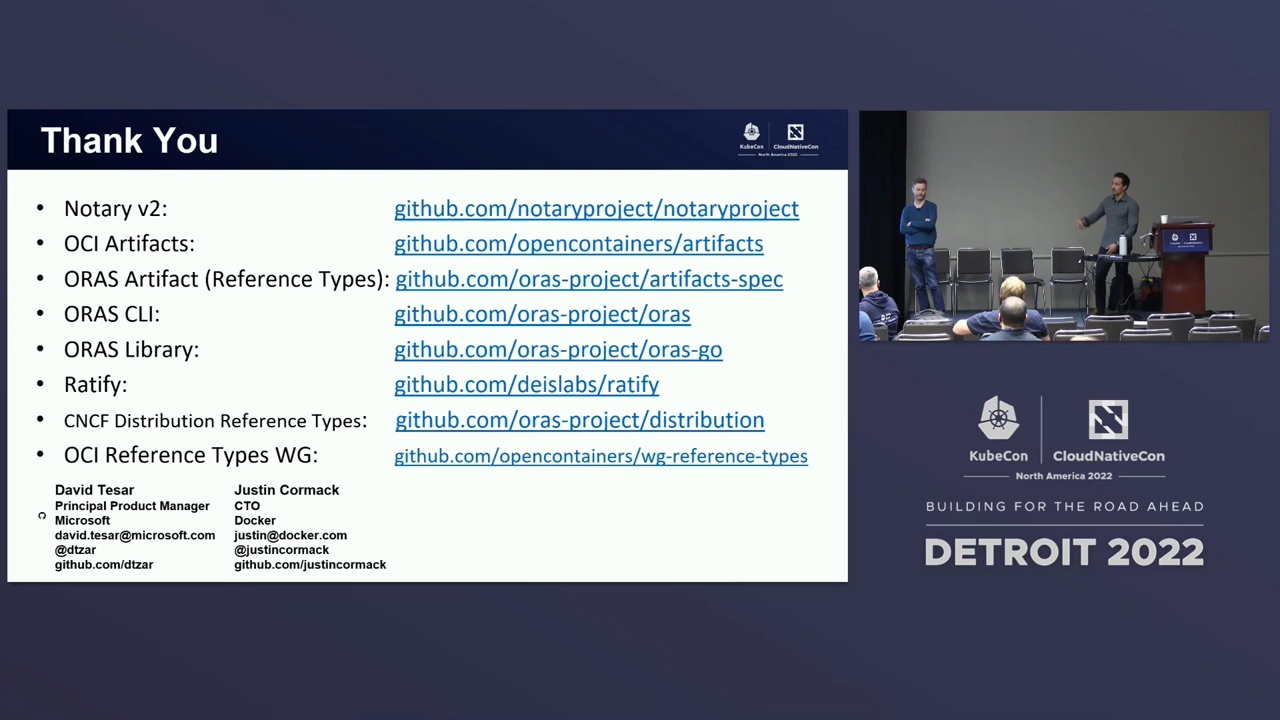 Thank You
KubeCon
CloudNativeCon
North America 2022
• Notary v2: github.com/notaryproject/notaryproject
• OCI Artifacts: github.com/opencontainers/artifacts
• ORAS Artifact (Reference Types): github.com/oras-project/artifacts-spec
• ORAS CLI: github.com/oras-project/oras
• ORAS Library: github.com/oras-project/oras-go
• Ratify: github.com/deislabs/ratify
• CNCF Distribution Reference Types: github.com/oras-project/distribution
• OCI Reference Types WG: github.com/opencontainers/wg-reference-types
David Tesar
Principal Product Manager
Microsoft
david.tesar@microsoft.com
@dtzar
github.com/dtzar
Justin Cormack
CTO
Docker
justin@docker.com
@justincormack
github.com/justincormack
KubeCon
CloudNativeCon
North America 2022
BUILDING FOR THE ROAD AHEAD
DETROIT 2022